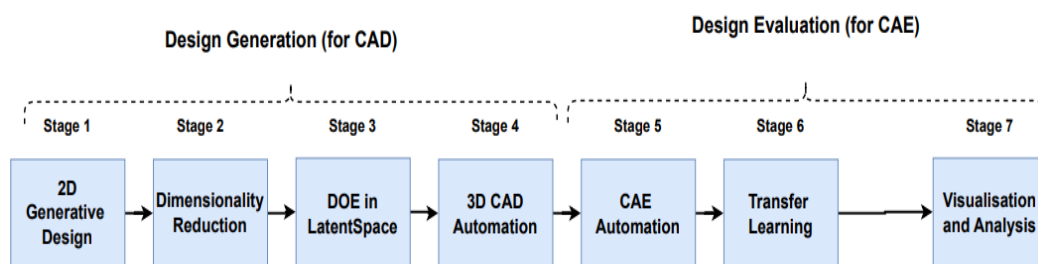 Design Generation (for CAD)
Design Evaluation (for CAE)
Stage 1
Stage 2
Stage 3
Stage 4
Stage 5
Stage 6
Stage 7
2D
Generative
Design
Dimensionality
Reduction
DOE in
LatentSpace
3D CAD
Automation
CAE
Automation
Transfer
Learning
Visualisation
and Analysis